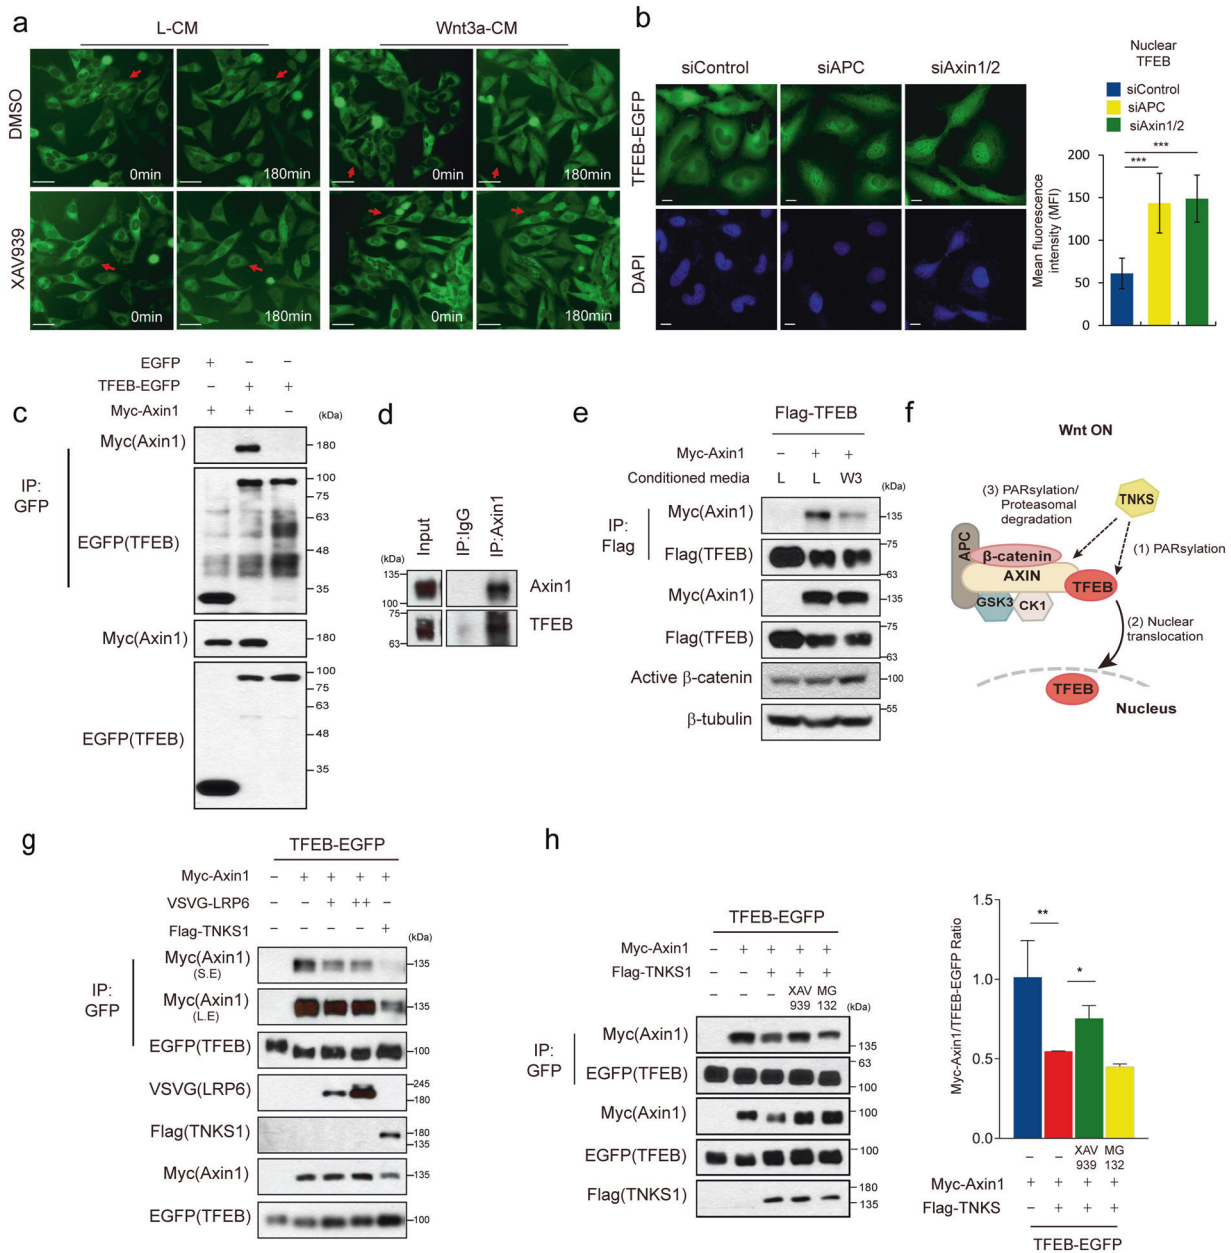 a
L-CM
Wnt3a-CM
DMSO
0min
180min
0min
180min
XAV939
0min
180min
0min
180min
b
siControl
siAPC
siAxin1/2
TFEB-EGFP
DAPI
Nuclear
TFEB
siControl
siAPC
siAxin1/2
***
***
Mean fluorescence
intensity (MFI)
200
150
100
50
0
c
EGFP + − −
TFEB-EGFP − + +
Myc-Axin1 + + −
(kDa)
IP:
GFP
Myc(Axin1)
180
EGFP(TFEB)
100
75
63
48
35
Myc(Axin1)
180
EGFP(TFEB)
100
75
63
48
35
d
Input
IP:IgG
IP:Axin1
(kDa)
135
100
Axin1
75
63
TFEB
e
Flag-TFEB
Myc-Axin1 − + +
Conditioned media L L W3
(kDa)
IP:
Flag
Myc(Axin1)
135
Flag(TFEB)
75
63
Myc(Axin1)
135
Flag(TFEB)
75
63
Active β-catenin
100
β-tubulin
55
f
Wnt ON
(3) PARsylation/
Proteasomal
degradation
TNKS
(1) PARsylation
APC
β-catenin
AXIN
TFEB
GSK3
CK1
(2) Nuclear
translocation
TFEB
Nucleus
g
TFEB-EGFP
Myc-Axin1 − + + + +
VSVG-LRP6 − − + ++ −
Flag-TNKS1 − − − − +
(kDa)
IP:
GFP
Myc(Axin1)
(S.E)
135
Myc(Axin1)
(L.E)
135
EGFP(TFEB)
100
VSVG(LRP6)
245
180
Flag(TNKS1)
180
135
Myc(Axin1)
135
EGFP(TFEB)
100
h
TFEB-EGFP
Myc-Axin1 − + + + +
Flag-TNKS1 − − + + +
− − − XAV 939 MG 132
(kDa)
IP:
GFP
Myc(Axin1)
135
EGFP(TFEB)
63
100
Myc(Axin1)
100
EGFP(TFEB)
100
Flag(TNKS1)
180
135
Myc-Axin1/TFEB-EGFP Ratio
1.5
1.0
0.5
0.0
**
*
− − XAV 939 MG 132
Myc-Axin1 + + + +
Flag-TNKS − + + +
TFEB-EGFP